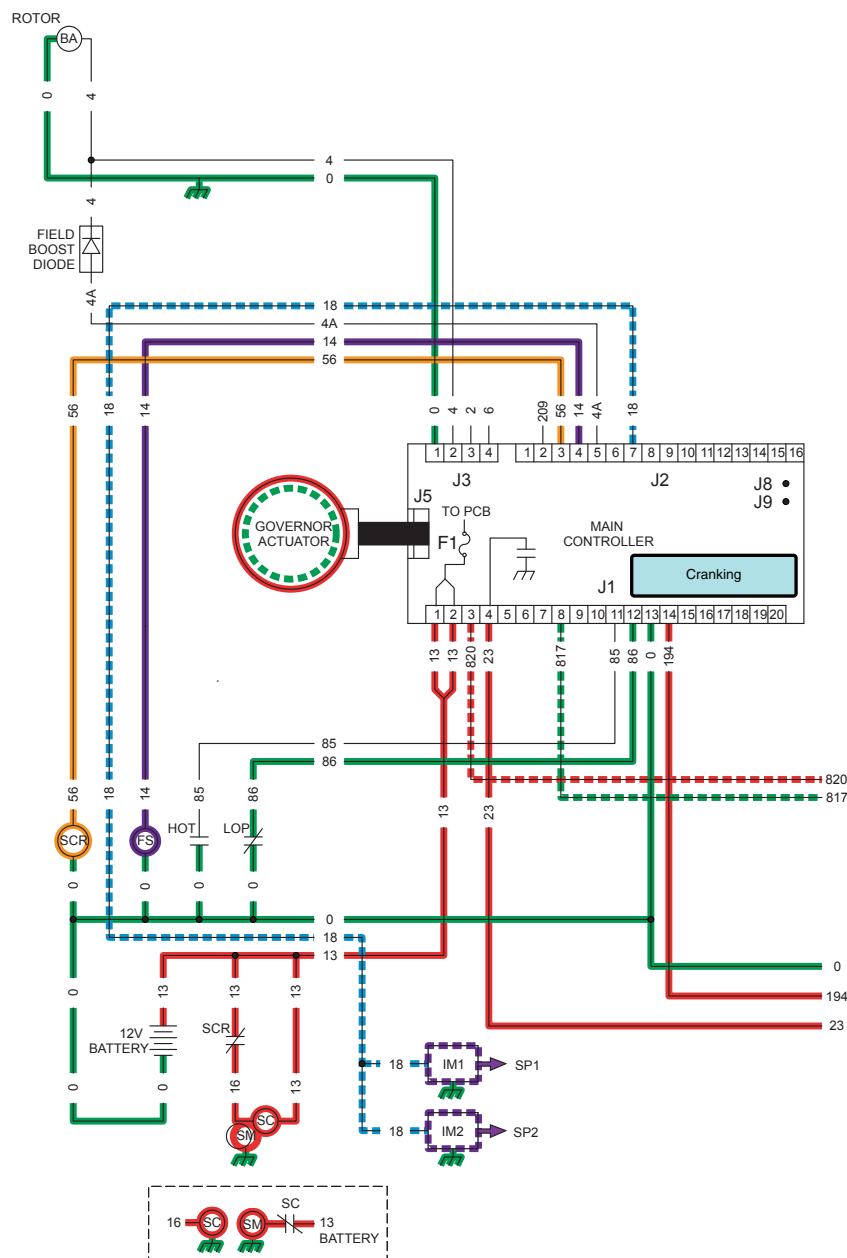 ROTOR
BA
0
4
4
0
4
FIELD
BOOST
DIODE
4A
18
4A
14
56
56
18
14
0
4
2
6
209
56
14
4A
18
1 2 3 4
1 2 3 4 5 6 7 8 9 10 11 12 13 14 15 16
J3
J2
J8
J9
J5
TO PCB
F1
GOVERNOR
ACTUATOR
MAIN
CONTROLLER
Cranking
J1
1 2 3 4 5 6 7 8 9 10 11 12 13 14 15 16 17 18 19 20
13
13
820
23
817
85
86
0
194
85
86
820
817
56
18
14
85
86
13
23
SCR
FS
HOT
LOP
0
0
0
0
0
18
13
0
194
23
0
13
13
13
12V
BATTERY
SCR
0
0
16
13
SC
SM
18
IM1
SP1
18
IM2
SP2
16
SC
SM
SC
13
BATTERY